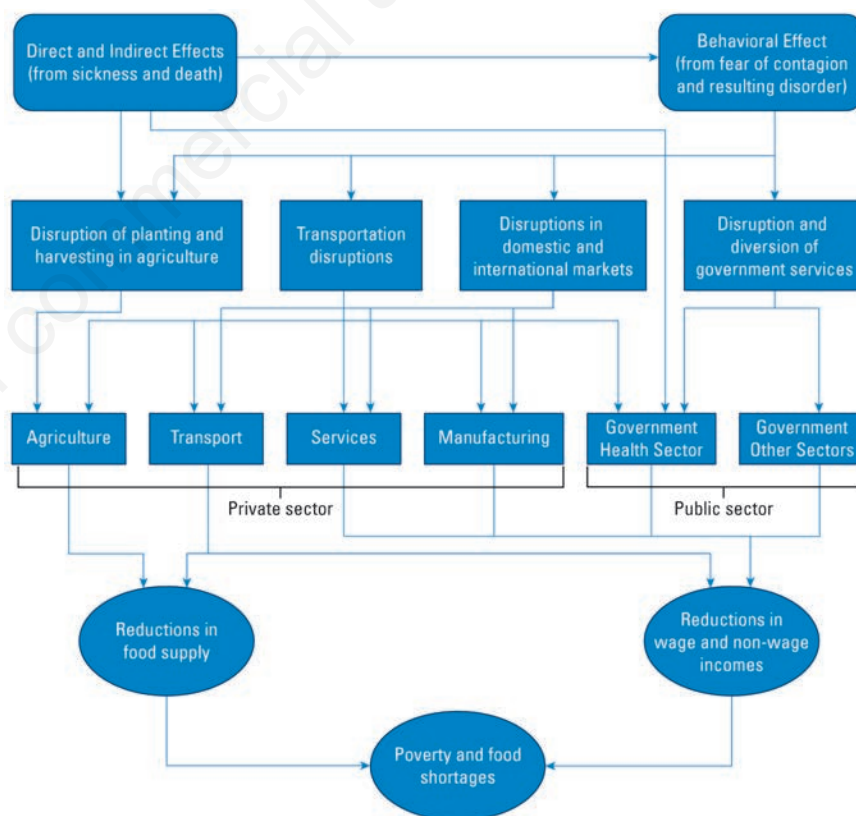 commercial
Direct and Indirect Effects
(from sickness and death)
Behavioral Effect
(from fear of contagion
and resulting disorder)
Disruption of planting and
harvesting in agriculture
Transportation
disruptions
Disruptions in
domestic and
international markets
Disruption and
diversion of
government services
Agriculture
Transport
Services
Manufacturing
Government
Health Sector
Government
Other Sectors
Private sector
Public sector
Reductions in
food supply
Reductions in
wage and non-wage
incomes
Poverty and food
shortages